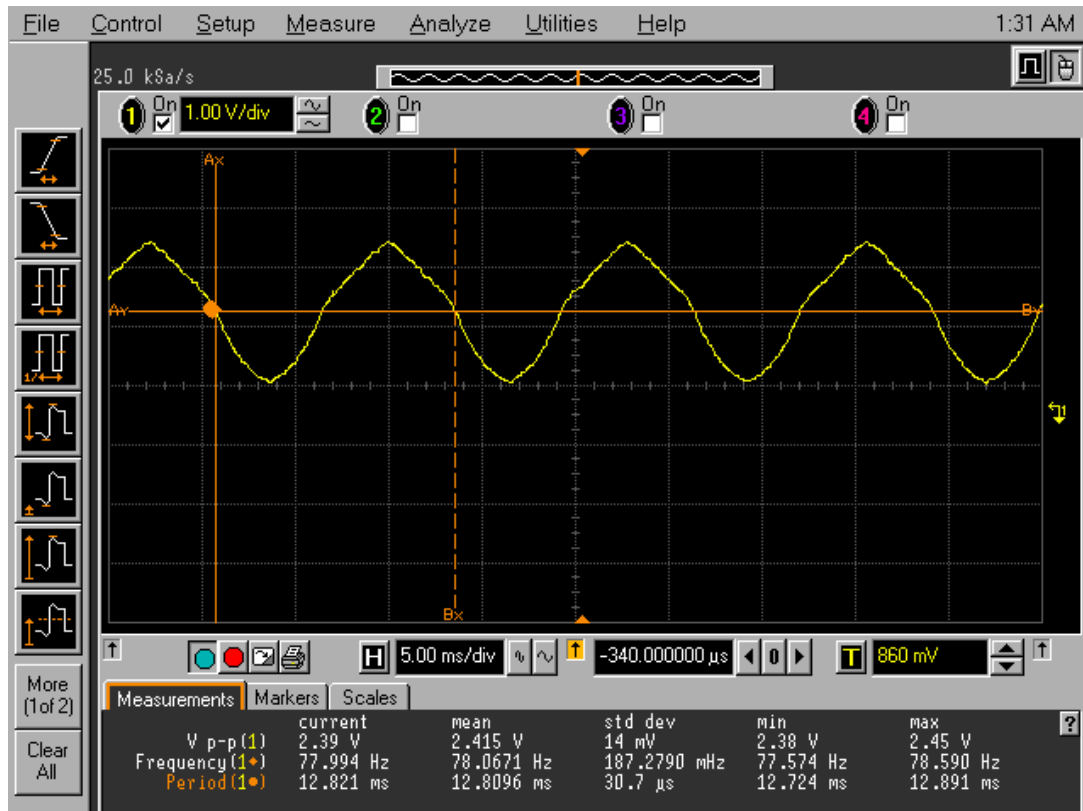 File Control Setup Measure Analyze Utilities Help 1:31 AM
25.0 kSa/s
1 On 1.00 V/div 2 On 3 On 4 On
Ax
Ay
By
Bx
1
1/
H 5.00 ms/div -340.000000 µs 0 T 860 mV
More
(1of 2)
Clear
All
Measurements Markers Scales
current mean std dev min max ?
V p-p(1) 2.39 V 2.415 V 14 mV 2.38 V 2.45 V
Frequency(1◆) 77.994 Hz 78.0671 Hz 187.2790 mHz 77.574 Hz 78.590 Hz
Period(1●) 12.821 ms 12.8096 ms 30.7 µs 12.724 ms 12.891 ms